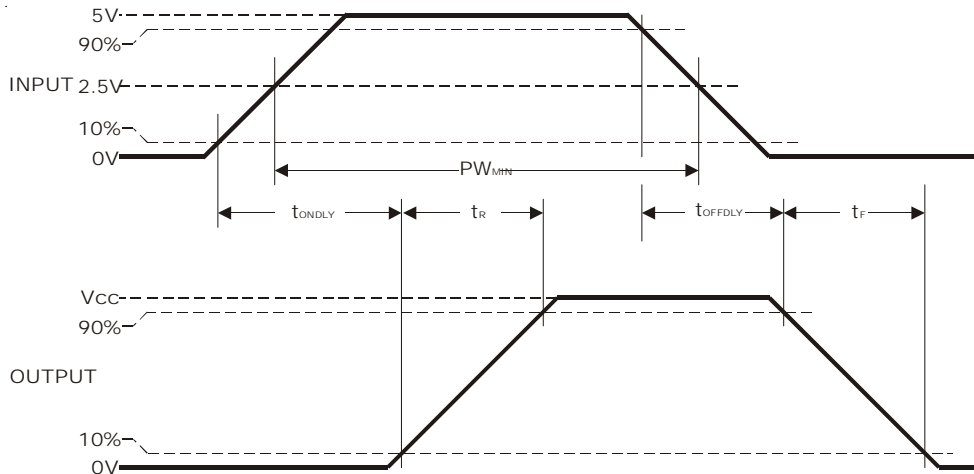 5V
90%
INPUT 2.5V
10%
0V
PWMIN
tONDLY tR tOFFDLY tF
Vcc
90%
OUTPUT
10%
0V